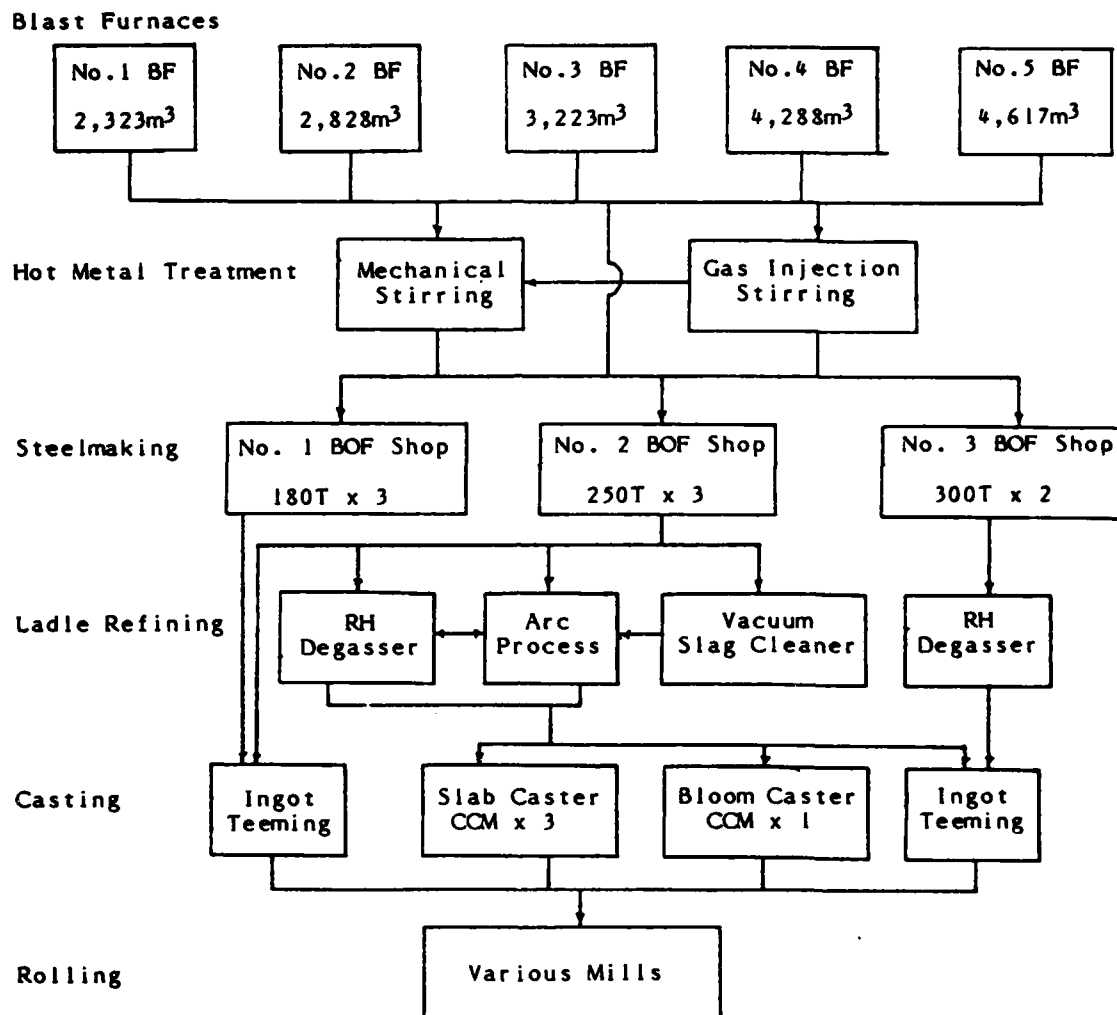 Blast Furnaces
No.1 BF
2,323m³
No.2 BF
2,828m³
No.3 BF
3,223m³
No.4 BF
4,288m³
No.5 BF
4,617m³
Hot Metal Treatment
Mechanical
Stirring
Gas Injection
Stirring
Steelmaking
No. 1 BOF Shop
180T x 3
No. 2 BOF Shop
250T x 3
No. 3 BOF Shop
300T x 2
Ladle Refining
RH
Degasser
Arc
Process
Vacuum
Slag Cleaner
RH
Degasser
Casting
Ingot
Teeming
Slab Caster
CCM x 3
Bloom Caster
CCM x 1
Ingot
Teeming
Rolling
Various Mills